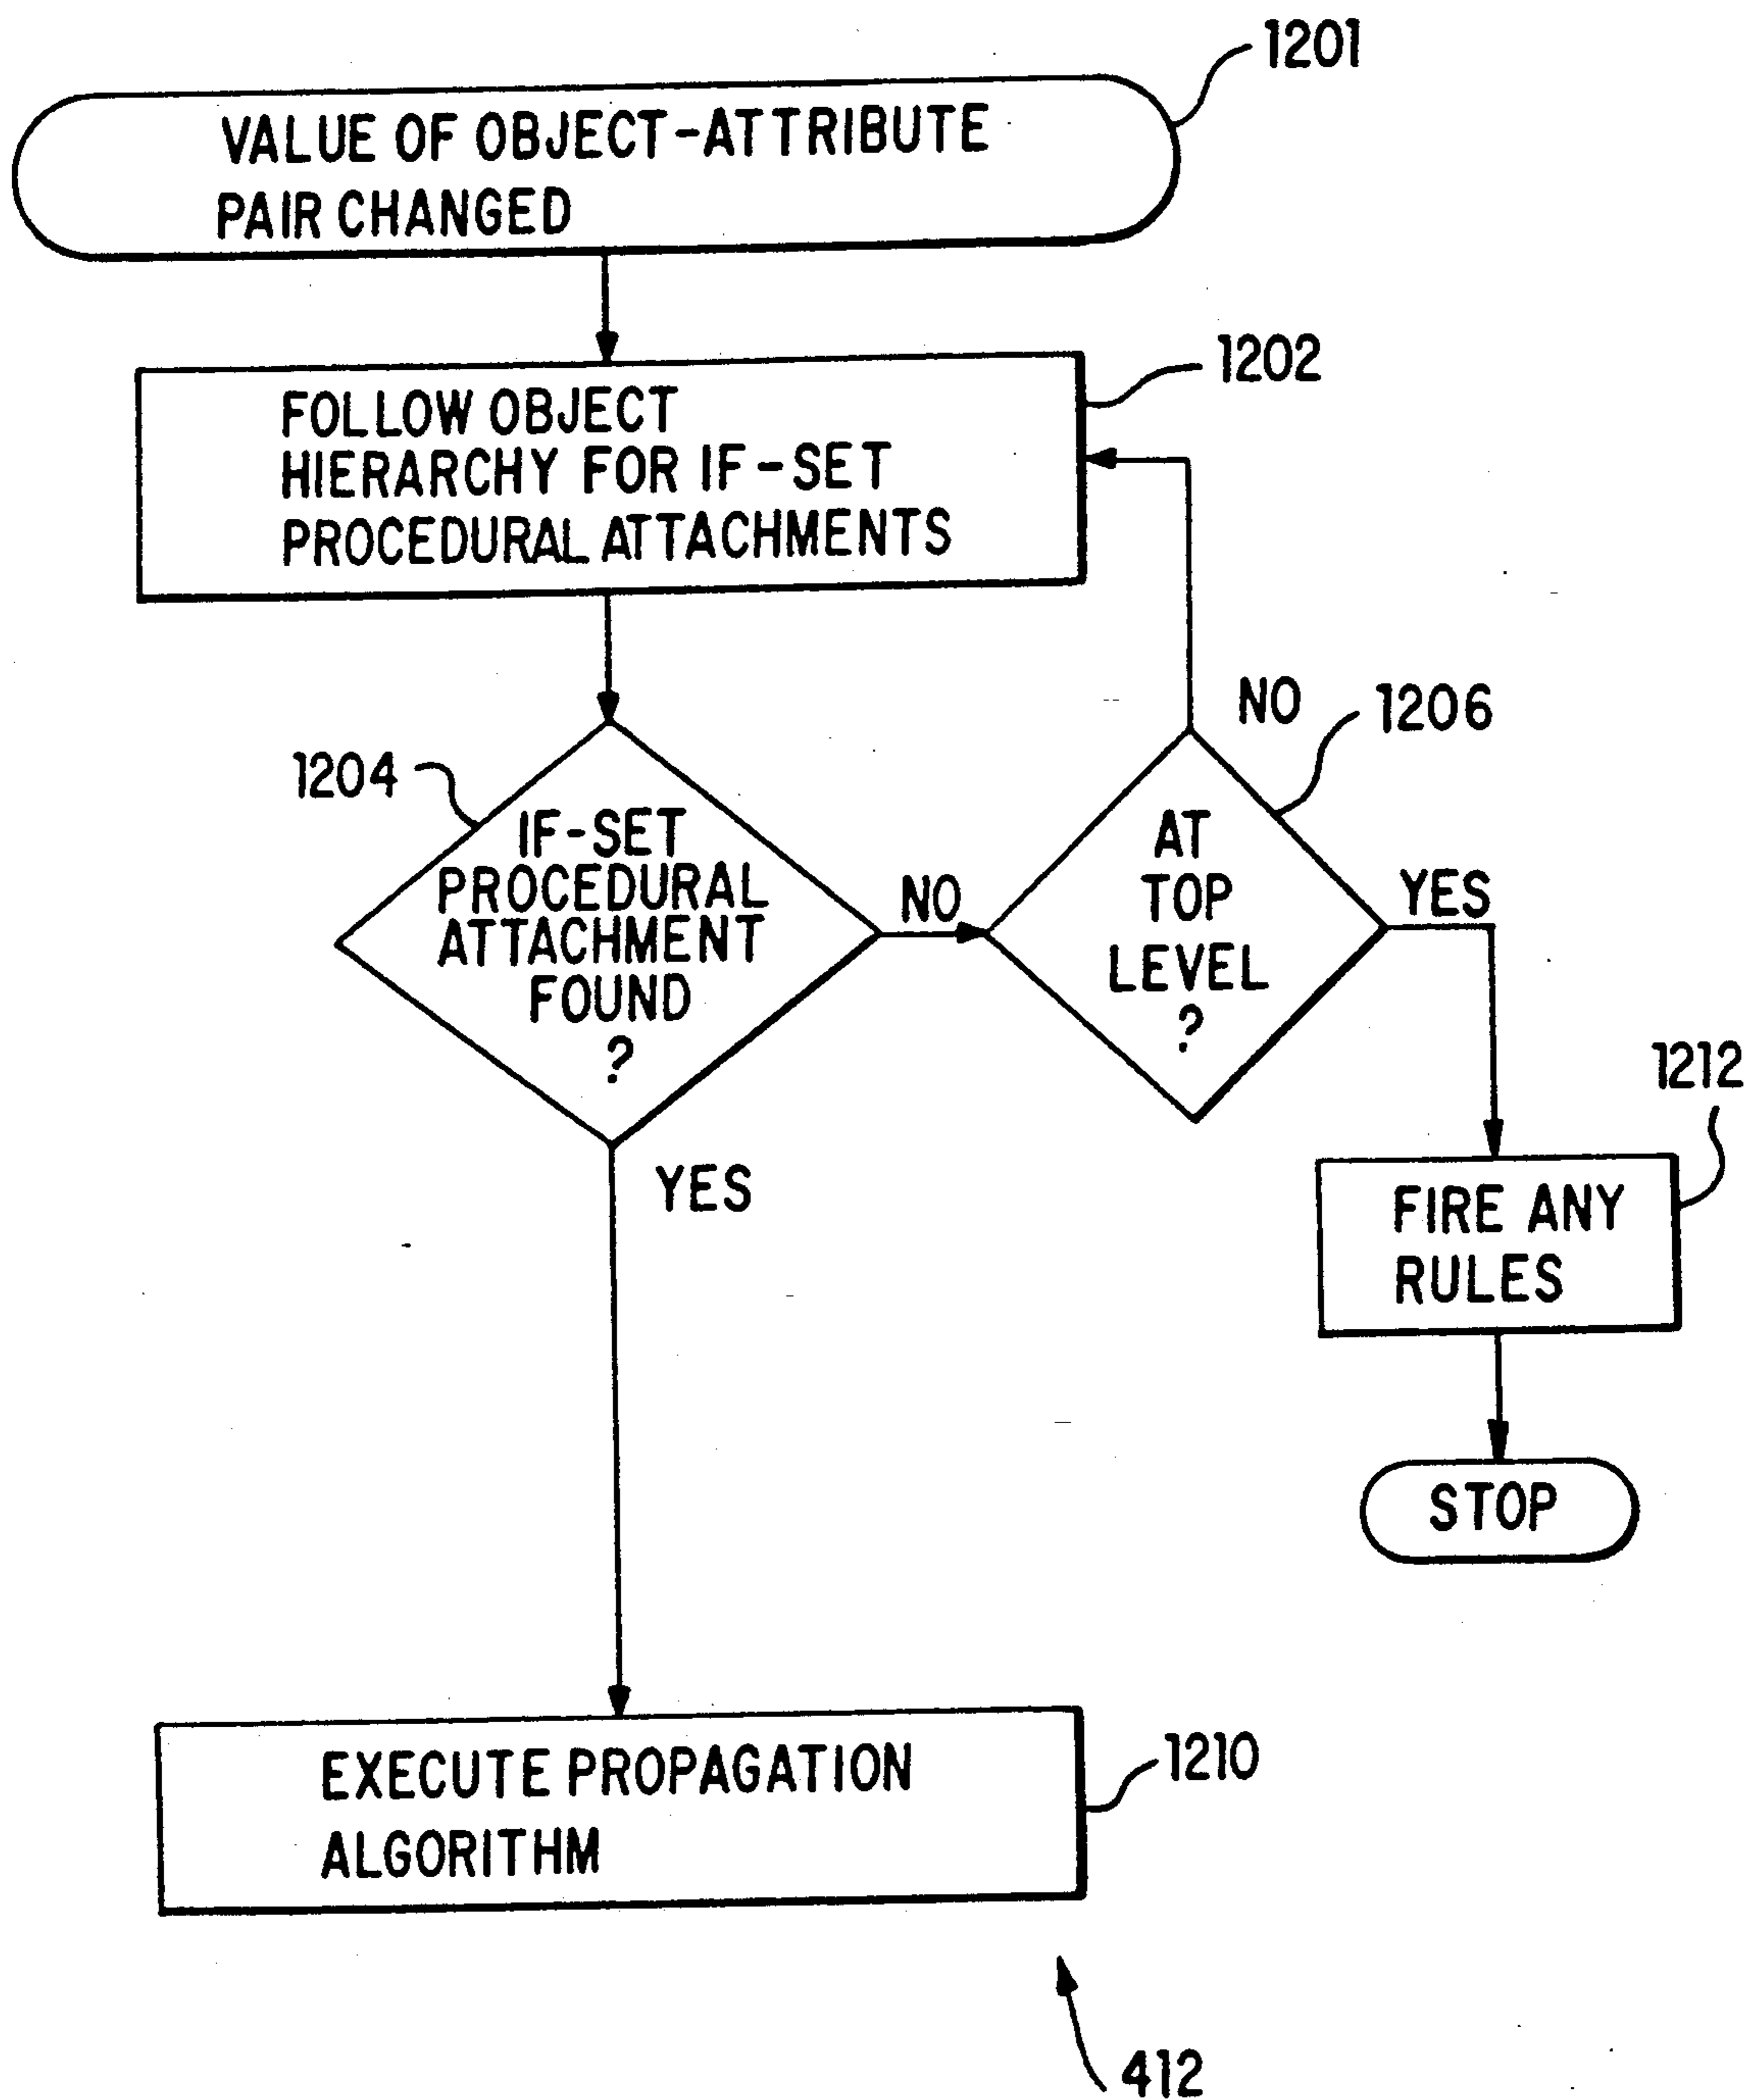 1201
VALUE OF OBJECT-ATTRIBUTE
PAIR CHANGED
1202
FOLLOW OBJECT
HIERARCHY FOR IF-SET
PROCEDURAL ATTACHMENTS
NO
1206
1204
IF-SET
PROCEDURAL
ATTACHMENT
FOUND
?
NO
AT
TOP
LEVEL
?
YES
1212
YES
FIRE ANY
RULES
STOP
EXECUTE PROPAGATION
ALGORITHM
1210
412